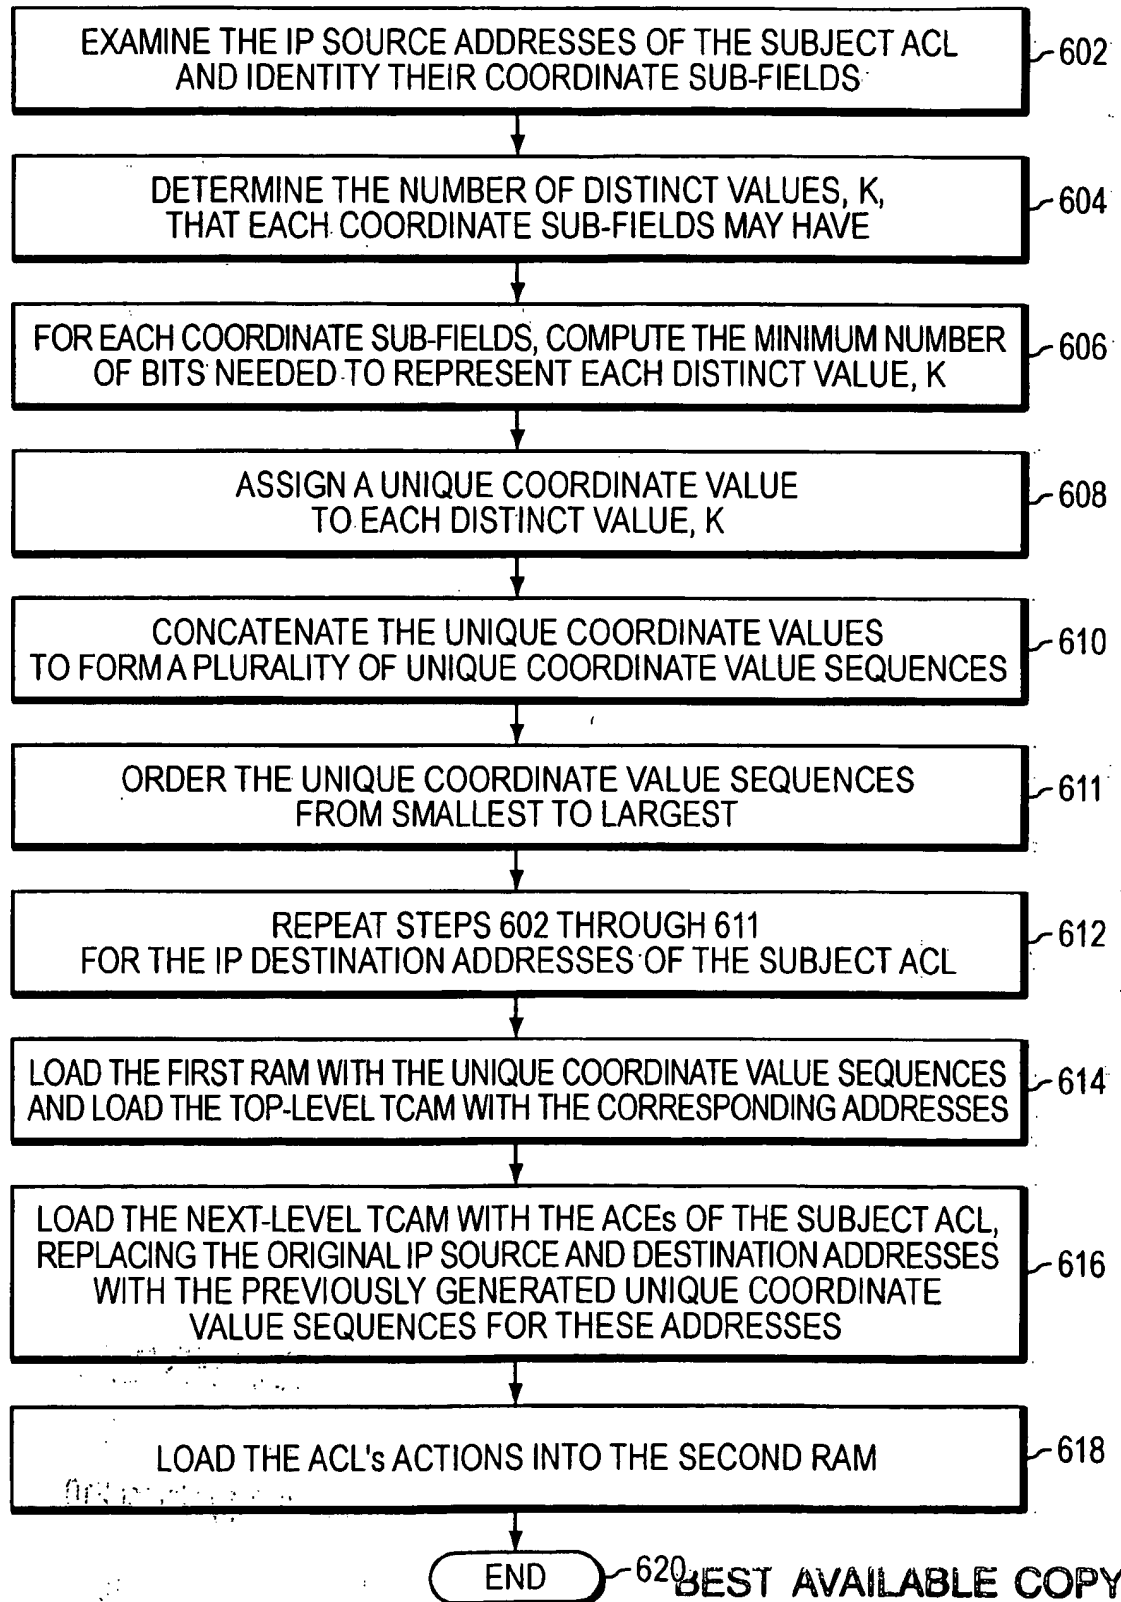 EXAMINE THE IP SOURCE ADDRESSES OF THE SUBJECT ACL
AND IDENTITY THEIR COORDINATE SUB-FIELDS
602
DETERMINE THE NUMBER OF DISTINCT VALUES, K,
THAT EACH COORDINATE SUB-FIELDS MAY HAVE
604
FOR EACH COORDINATE SUB-FIELDS, COMPUTE THE MINIMUM NUMBER
OF BITS NEEDED TO REPRESENT EACH DISTINCT VALUE, K
606
ASSIGN A UNIQUE COORDINATE VALUE
TO EACH DISTINCT VALUE, K
608
CONCATENATE THE UNIQUE COORDINATE VALUES
TO FORM A PLURALITY OF UNIQUE COORDINATE VALUE SEQUENCES
610
ORDER THE UNIQUE COORDINATE VALUE SEQUENCES
FROM SMALLEST TO LARGEST
611
REPEAT STEPS 602 THROUGH 611
FOR THE IP DESTINATION ADDRESSES OF THE SUBJECT ACL
612
LOAD THE FIRST RAM WITH THE UNIQUE COORDINATE VALUE SEQUENCES
AND LOAD THE TOP-LEVEL TCAM WITH THE CORRESPONDING ADDRESSES
614
LOAD THE NEXT-LEVEL TCAM WITH THE ACEs OF THE SUBJECT ACL,
REPLACING THE ORIGINAL IP SOURCE AND DESTINATION ADDRESSES
WITH THE PREVIOUSLY GENERATED UNIQUE COORDINATE
VALUE SEQUENCES FOR THESE ADDRESSES
616
LOAD THE ACL's ACTIONS INTO THE SECOND RAM
618
END
620
BEST AVAILABLE COPY